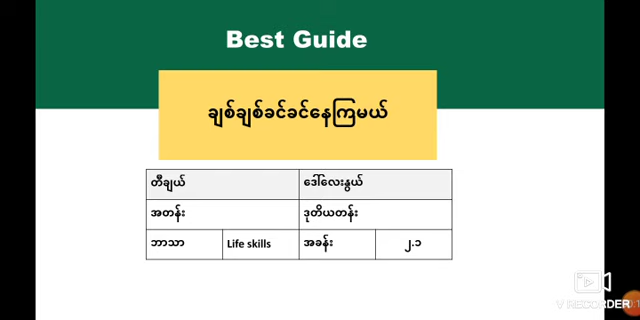 Best Guide
ချစ်ချစ်ခင်ခင်နေကြမယ်
တီချယ် ဒေါ်လေးနွယ်
အတန်း ဒုတိယတန်း
ဘာသာ Life skills အခန်း ၂.၁
V RECORDER